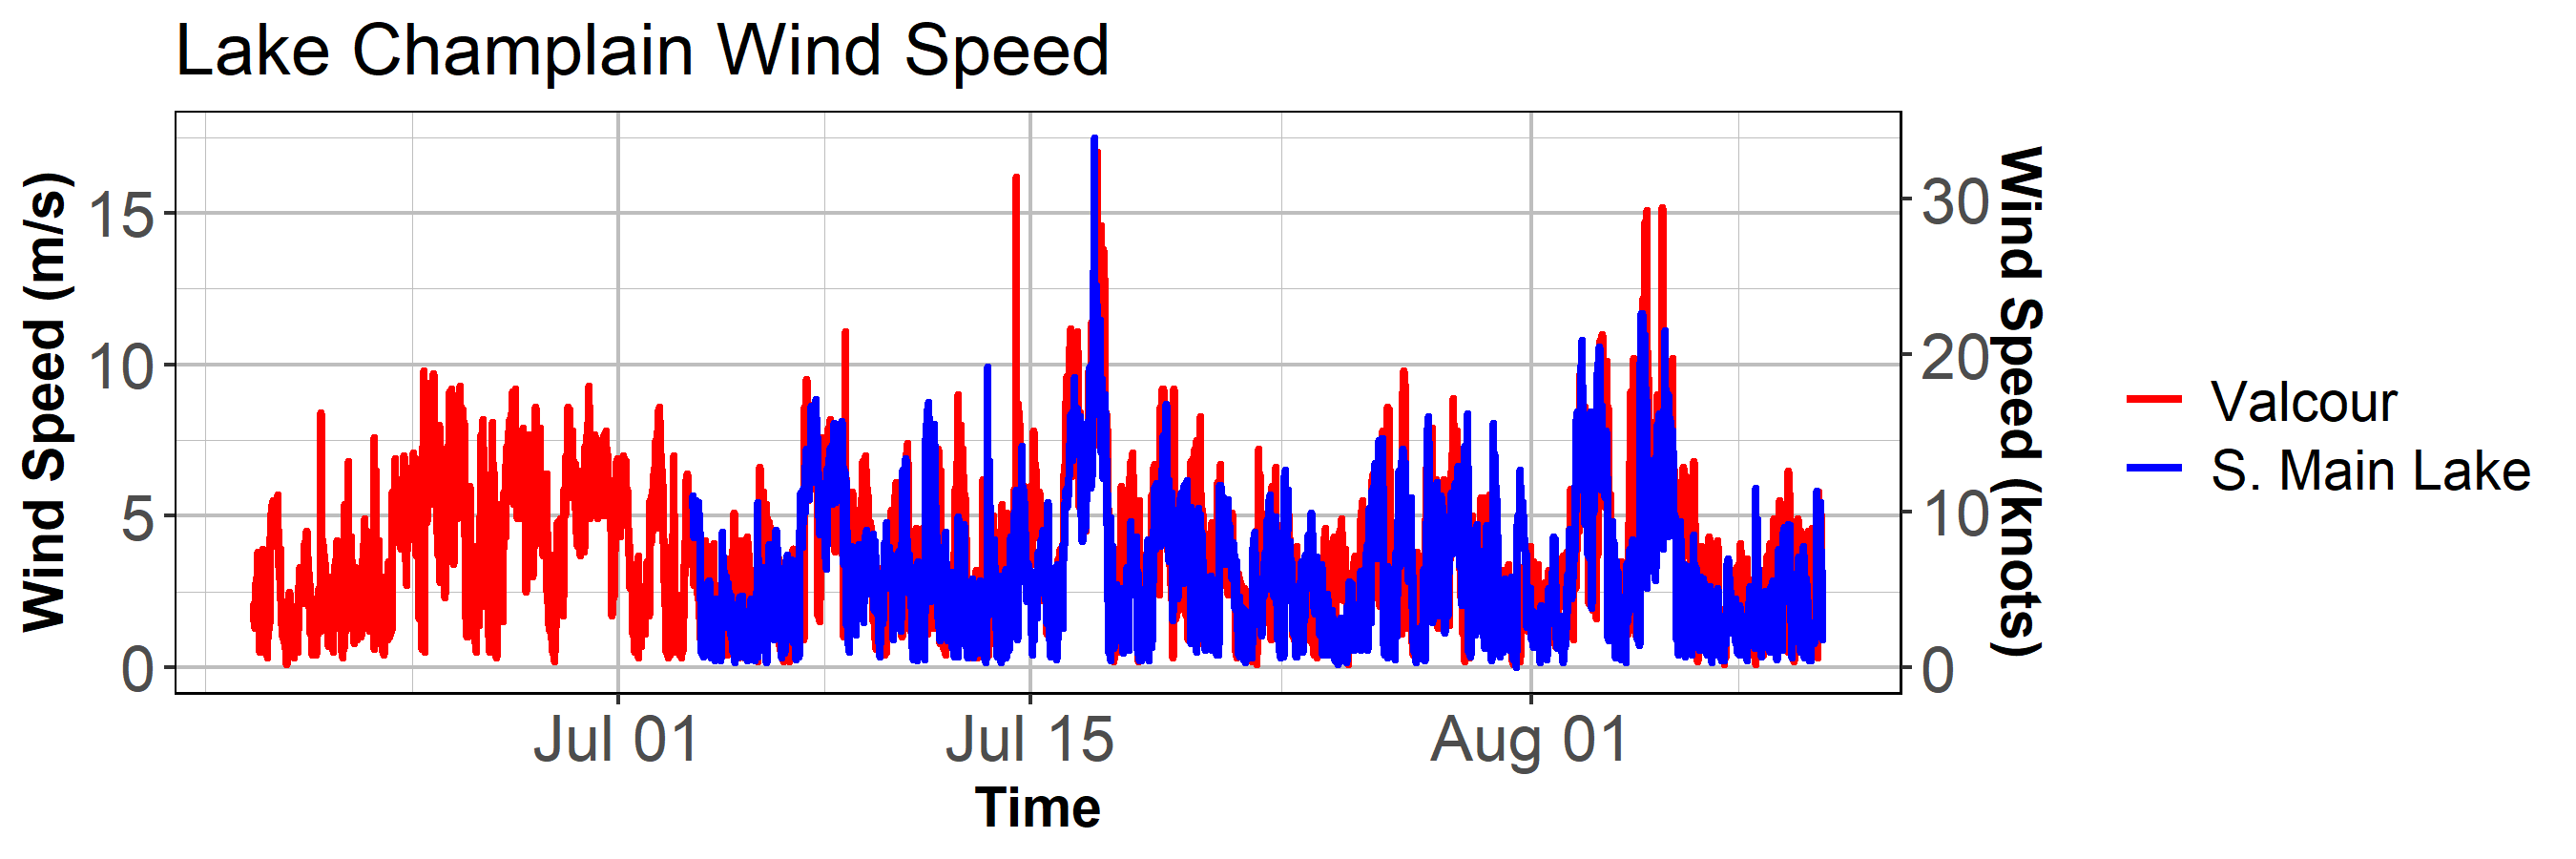 Lake Champlain Wind Speed
Wind Speed (m/s)
15
10
5
0
30
20
10
0
Wind Speed (knots)
Jul 01
Jul 15
Aug 01
Time
Valcour
S. Main Lake